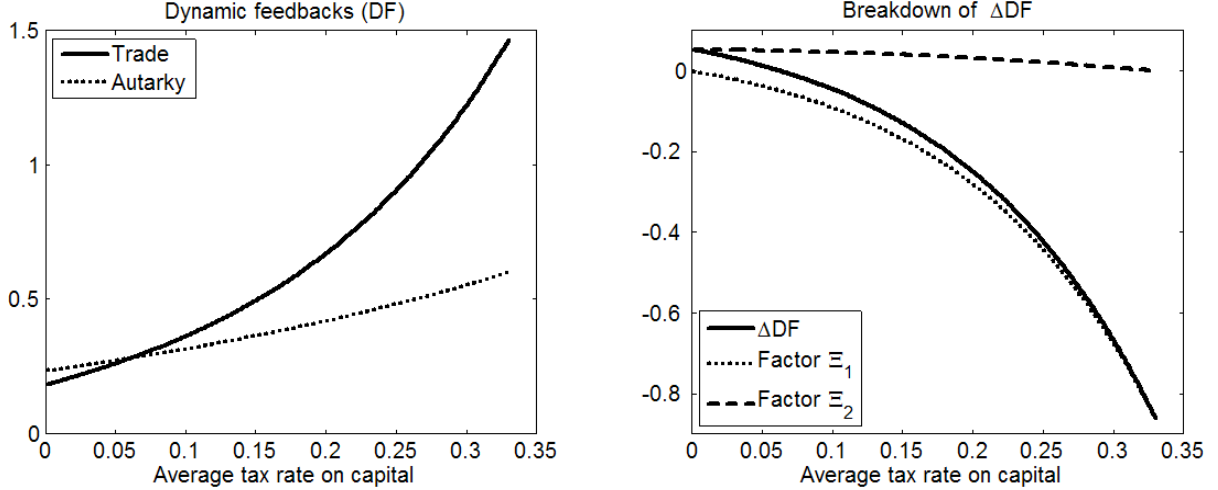 Dynamic feedbacks (DF)
1.5
1
0.5
0
Trade
Autarky
0 0.05 0.1 0.15 0.2 0.25 0.3 0.35
Average tax rate on capital
Breakdown of ΔDF
0
-0.2
-0.4
-0.6
-0.8
ΔDF
Factor Ξ1
Factor Ξ2
0 0.05 0.1 0.15 0.2 0.25 0.3 0.35
Average tax rate on capital